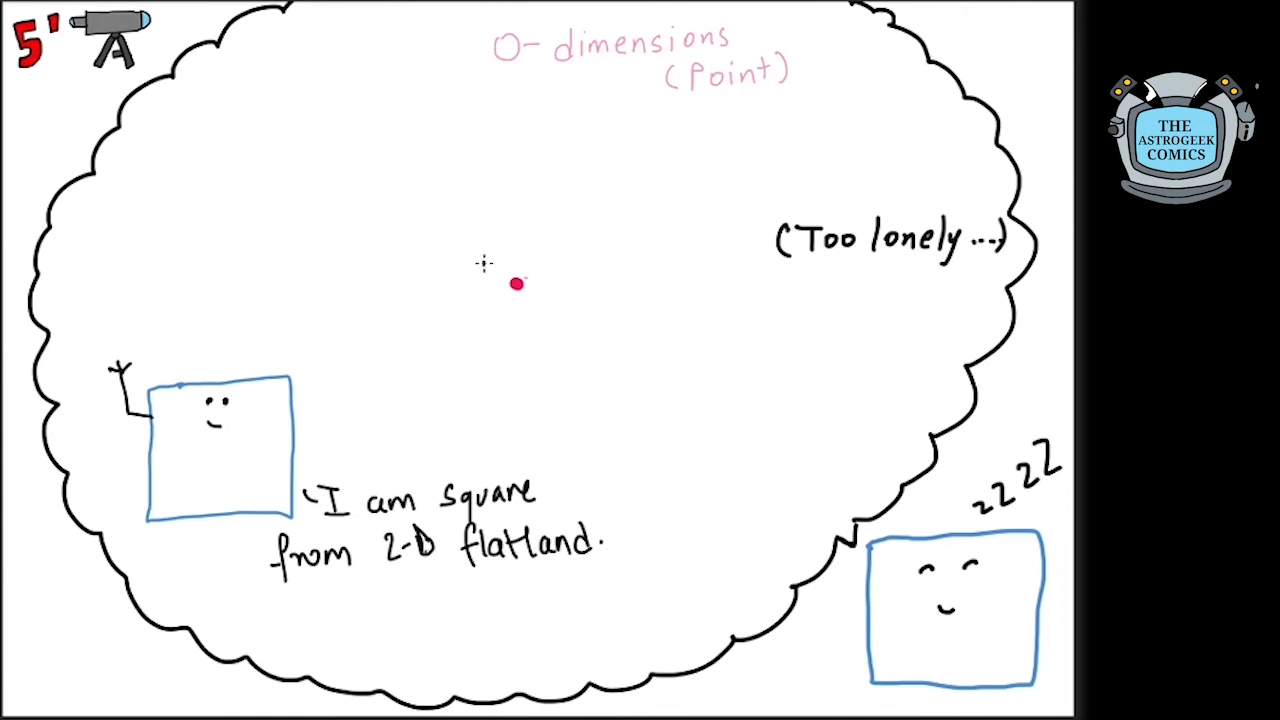 5'
0-dimensions
(Point)
THE
ASTROGEEK
COMICS
(Too lonely ...)
I am square
from 2-D flatland.
zzzz